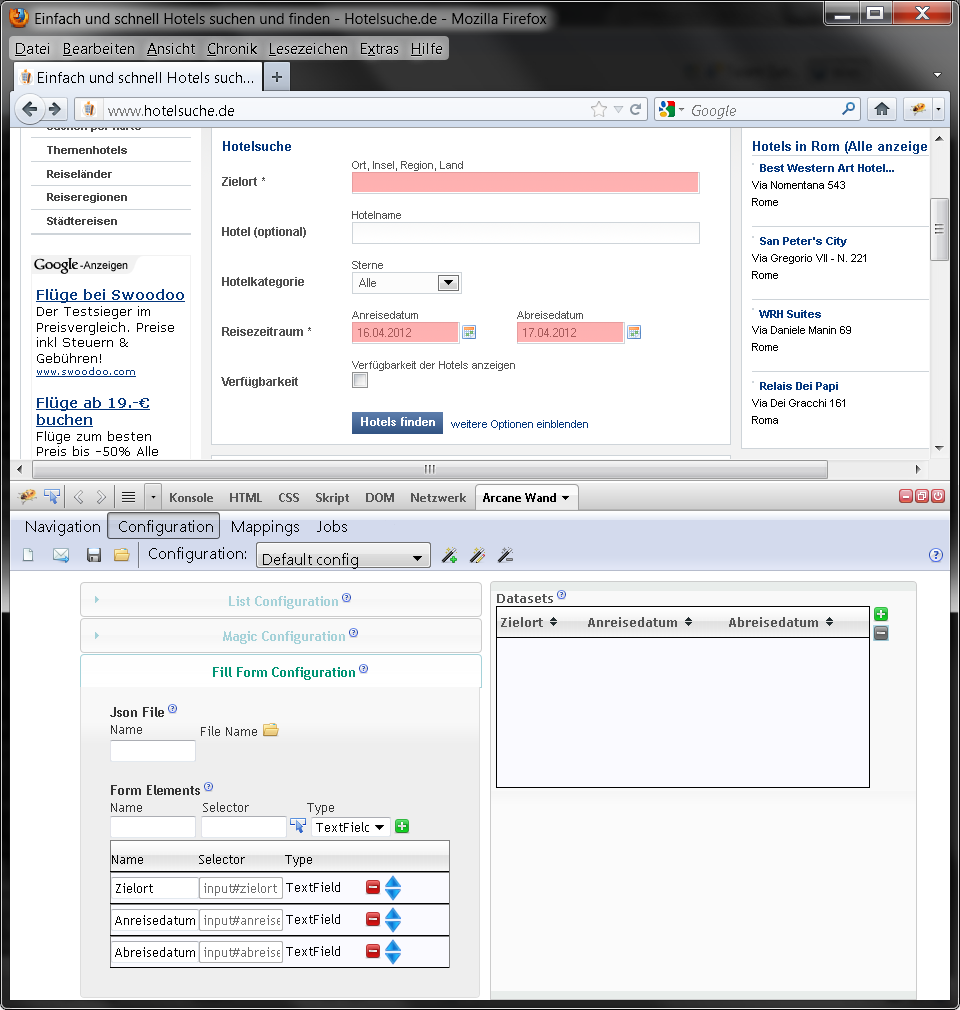 Einfach und schnell Hotels suchen und finden - Hotelsuche.de - Mozilla Firefox
Datei Bearbeiten Ansicht Chronik Lesezeichen Extras Hilfe
Einfach und schnell Hotels such...
www.hotelsuche.de
Google
Themenhotels
Reiseländer
Reiseregionen
Städtereisen
Google-Anzeigen
Flüge bei Swoodoo
Der Testsieger im
Preisvergleich. Preise
inkl Steuern &
Gebühren!
www.swoodoo.com
Flüge ab 19.-€
buchen
Flüge zum besten
Preis bis -50% Alle
Hotelsuche
Ort, Insel, Region, Land
Zielort *
Hotelname
Hotel (optional)
Sterne
Hotelkategorie
Alle
Anreisedatum Abreisedatum
Reisezeitraum *
16.04.2012 17.04.2012
Verfügbarkeit der Hotels anzeigen
Verfügbarkeit
Hotels finden weitere Optionen einblenden
Hotels in Rom (Alle anzeige
Best Western Art Hotel...
Via Nomentana 543
Rome
San Peter's City
Via Gregorio VII - N. 221
Rome
WRH Suites
Via Daniele Manin 69
Rome
Relais Dei Papi
Via Dei Gracchi 161
Roma
Konsole HTML CSS Skript DOM Netzwerk Arcane Wand
Navigation Configuration Mappings Jobs
Configuration: Default config
List Configuration
Magic Configuration
Fill Form Configuration
Json File
Name File Name
Form Elements
Name Selector Type
TextField
Name Selector Type
Zielort input#zielort TextField
Anreisedatum input#anreise TextField
Abreisedatum input#abreise TextField
Datasets
Zielort Anreisedatum Abreisedatum